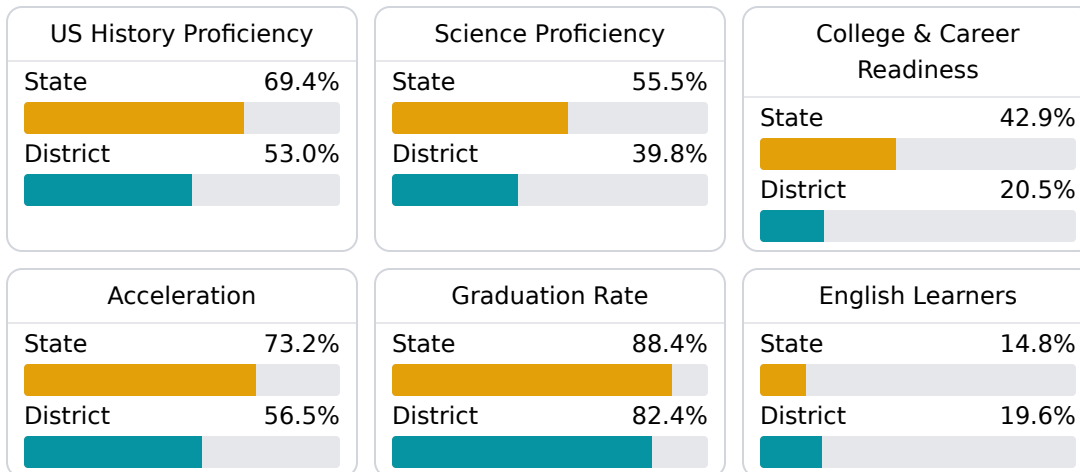 US History Proficiency
State 69.4%
District 53.0%
Science Proficiency
State 55.5%
District 39.8%
College & Career
Readiness
State 42.9%
District 20.5%
Acceleration
State 73.2%
District 56.5%
Graduation Rate
State 88.4%
District 82.4%
English Learners
State 14.8%
District 19.6%